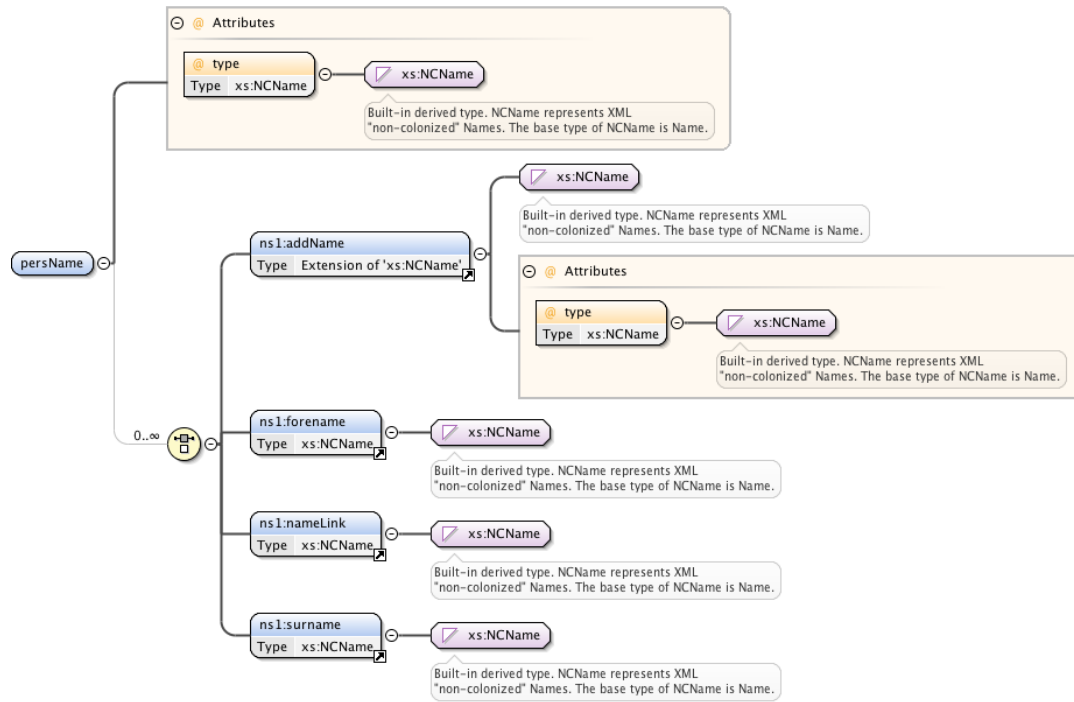 @ Attributes
@ type
Type xs:NCName
xs:NCName
Built-in derived type. NCName represents XML
"non-colonized" Names. The base type of NCName is Name.
persName
0..∞
ns1:addName
Type Extension of 'xs:NCName'
xs:NCName
Built-in derived type. NCName represents XML
"non-colonized" Names. The base type of NCName is Name.
@ Attributes
@ type
Type xs:NCName
xs:NCName
Built-in derived type. NCName represents XML
"non-colonized" Names. The base type of NCName is Name.
ns1:forename
Type xs:NCName
xs:NCName
Built-in derived type. NCName represents XML
"non-colonized" Names. The base type of NCName is Name.
ns1:nameLink
Type xs:NCName
xs:NCName
Built-in derived type. NCName represents XML
"non-colonized" Names. The base type of NCName is Name.
ns1:surname
Type xs:NCName
xs:NCName
Built-in derived type. NCName represents XML
"non-colonized" Names. The base type of NCName is Name.